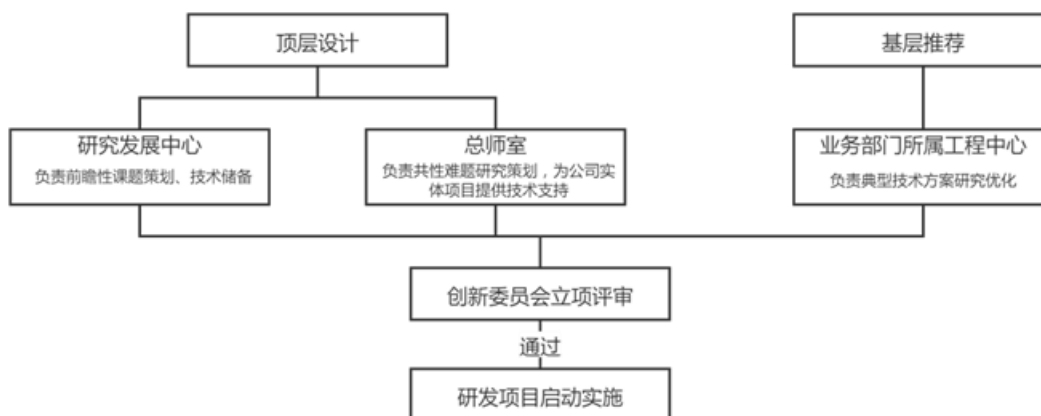 顶层设计
基层推荐
研究发展中心
负责前瞻性课题策划、技术储备
总师室
负责共性难题研究策划，为公司实
体项目提供技术支持
业务部门所属工程中心
负责典型技术方案研究优化
创新委员会立项评审
通过
研发项目启动实施